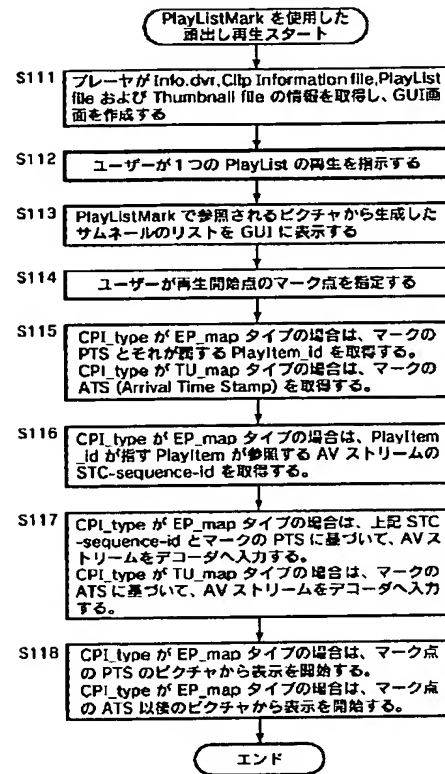 PlayListMark を使用した
頭出し再生スタート
S111
プレーヤが Info.dvr,Clip Information file,PlayList
file および Thumbnail file の情報を取得し、GUI画
面を作成する
S112
ユーザーが1つの PlayList の再生を指示する
S113
PlayListMark で参照されるピクチャから生成した
サムネールのリストを GUI に表示する
S114
ユーザーが再生開始点のマーク点を指定する
S115
CPI_type が EP_map タイプの場合は、マークの
PTS とそれが属する PlayItem_id を取得する。
CPI_type が TU_map タイプの場合は、マークの
ATS (Arrival Time Stamp) を取得する。
S116
CPI_type が EP_map タイプの場合は、PlayItem
_id が指す PlayItem が参照する AV ストリームの
STC-sequence-id を取得する。
S117
CPI_type が EP_map タイプの場合は、上記 STC
-sequence-id とマークの PTS に基づいて、AV ス
トリームをデコーダへ入力する。
CPI_type が TU_map タイプの場合は、マークの
ATS に基づいて、AV ストリームをデコーダへ入力
する。
S118
CPI_type が EP_map タイプの場合は、マーク点
の PTS のピクチャから表示を開始する。
CPI_type が EP_map タイプの場合は、マーク点
の ATS 以後のピクチャから表示を開始する。
エンド